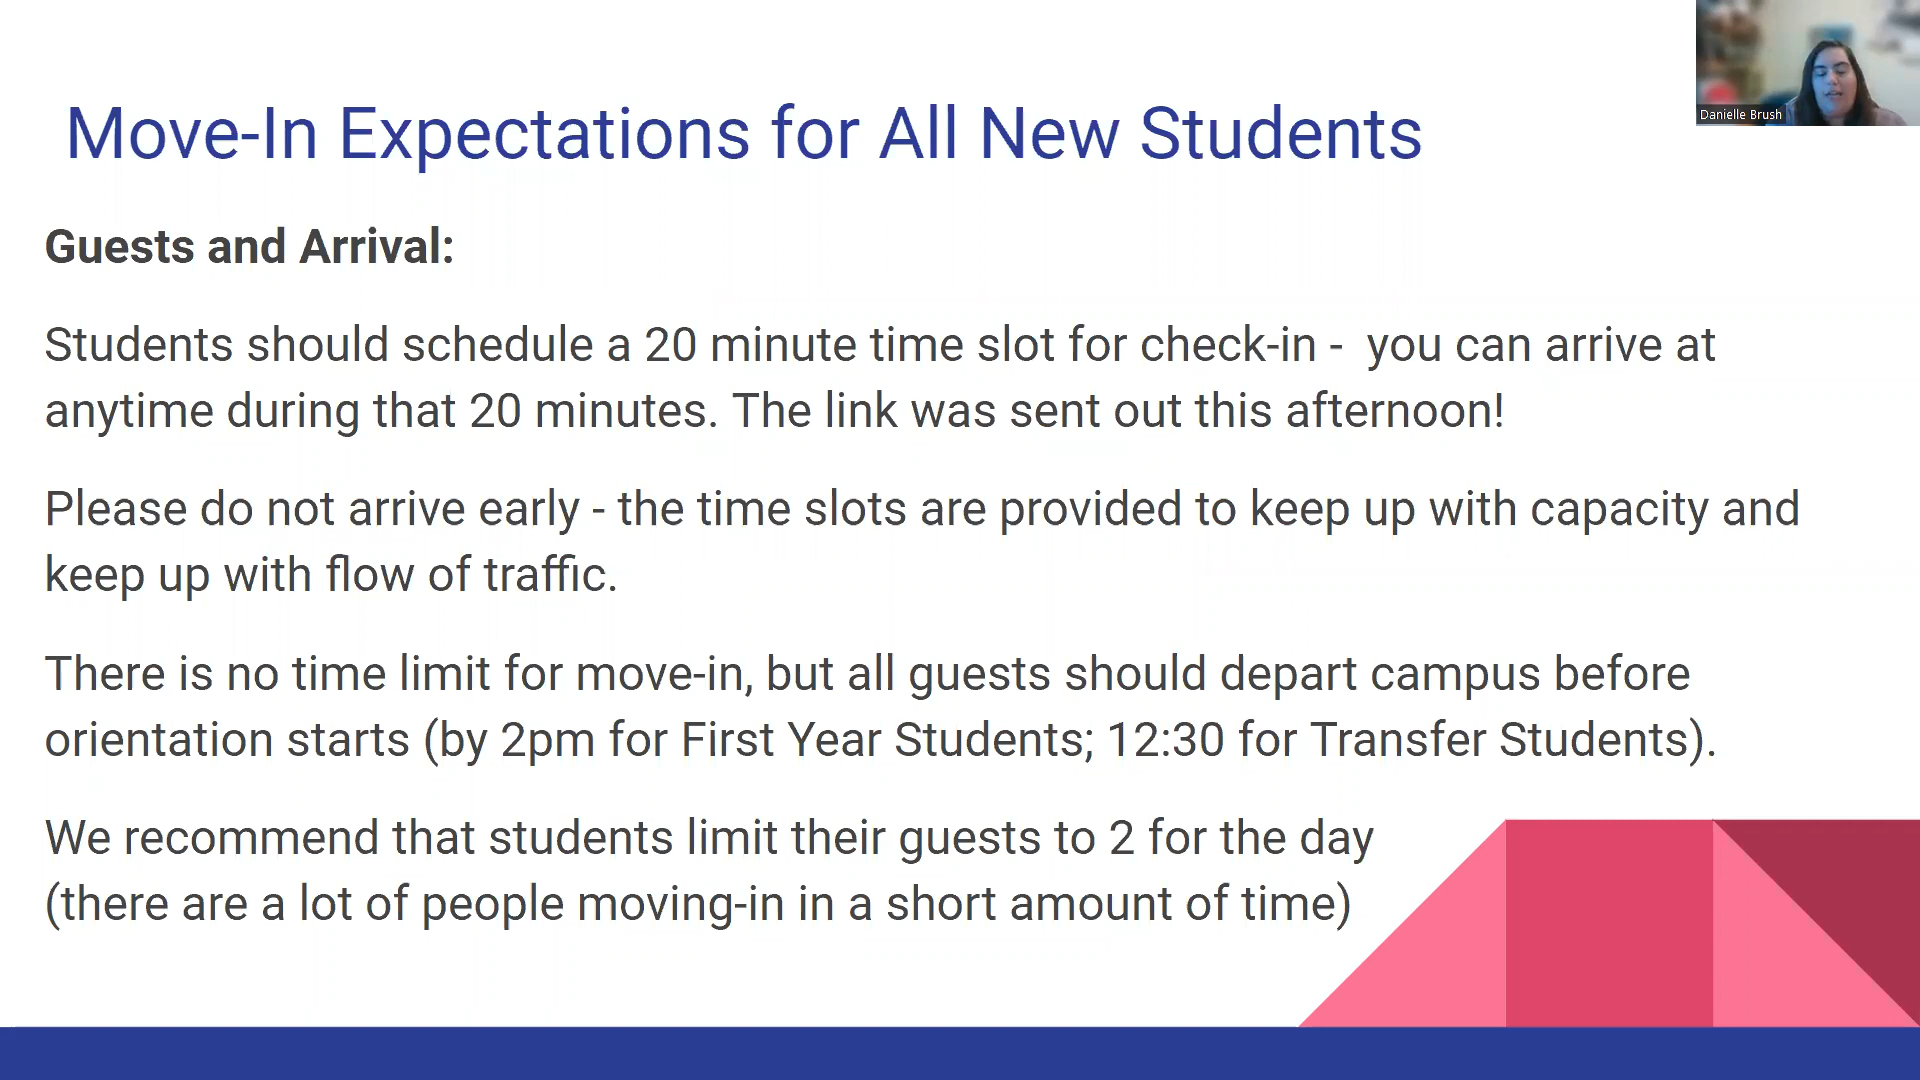 Danielle Brush
Move-In Expectations for All New Students
Guests and Arrival:
Students should schedule a 20 minute time slot for check-in -  you can arrive at
anytime during that 20 minutes. The link was sent out this afternoon!
Please do not arrive early - the time slots are provided to keep up with capacity and
keep up with flow of traffic.
There is no time limit for move-in, but all guests should depart campus before
orientation starts (by 2pm for First Year Students; 12:30 for Transfer Students).
We recommend that students limit their guests to 2 for the day
(there are a lot of people moving-in in a short amount of time)